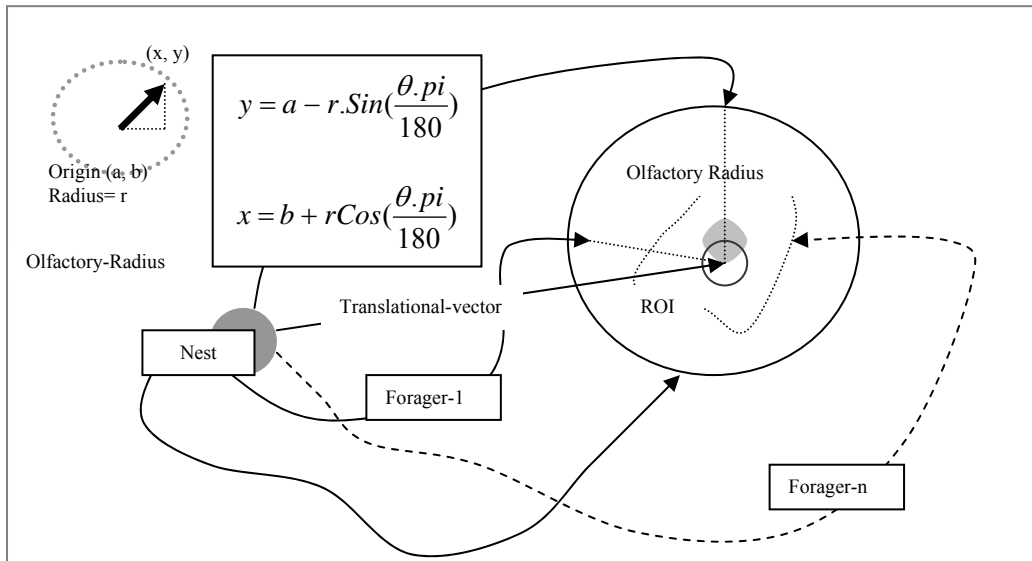 (x, y)
Origin (a, b)
Radius= r
Olfactory-Radius
y = a − r.Sin(θ.pi/180)
x = b + rCos(θ.pi/180)
Olfactory Radius
ROI
Translational-vector
Nest
Forager-1
Forager-n